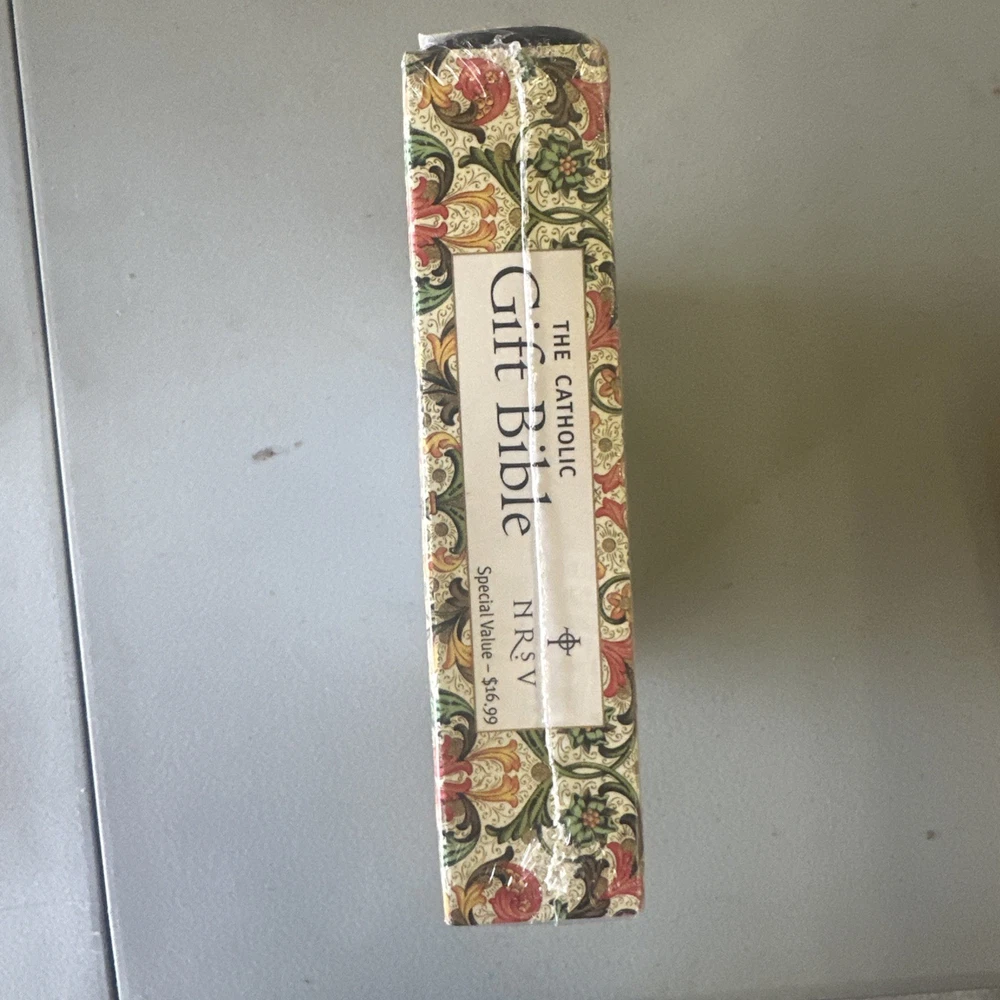 THE CATHOLIC
Gift Bible
NRSV
Special Value – $16.99